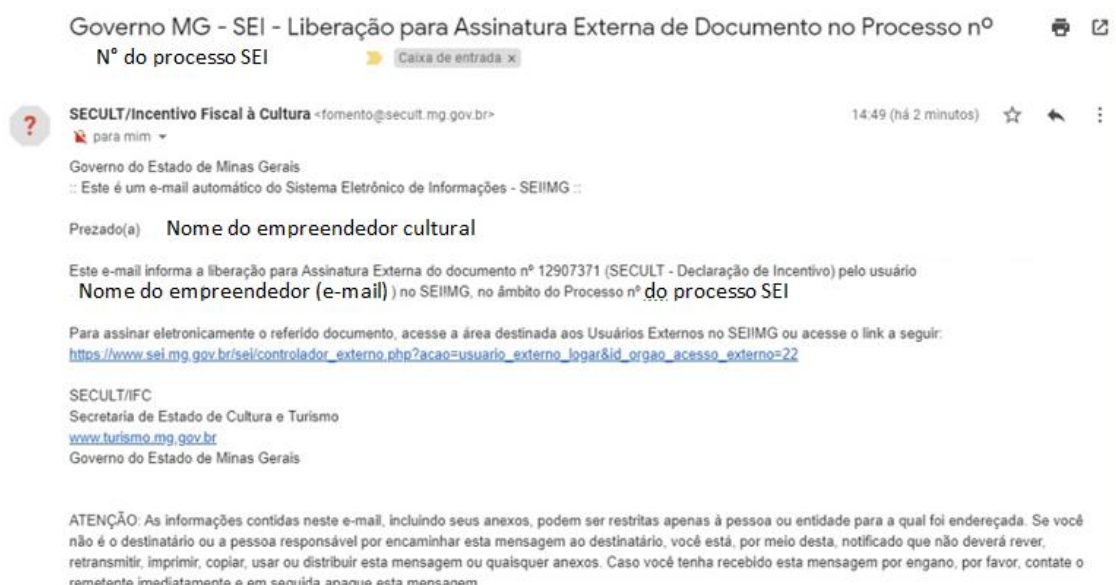 Governo MG - SEI - Liberação para Assinatura Externa de Documento no Processo nº
N° do processo SEI
Caixa de entrada x
SECULT/Incentivo Fiscal à Cultura <fomento@secult.mg.gov.br>
14:49 (há 2 minutos)
?
para mim
Governo do Estado de Minas Gerais
:: Este é um e-mail automático do Sistema Eletrônico de Informações - SEI!MG ::
Prezado(a) Nome do empreendedor cultural
Este e-mail informa a liberação para Assinatura Externa do documento nº 12907371 (SECULT - Declaração de Incentivo) pelo usuário
Nome do empreendedor (e-mail) ) no SEI!MG, no âmbito do Processo nº do processo SEI
Para assinar eletronicamente o referido documento, acesse a área destinada aos Usuários Externos no SEI!MG ou acesse o link a seguir:
https://www.sei.mg.gov.br/sei/controlador_externo.php?acao=usuario_externo_logar&id_orgao_acesso_externo=22
SECULT/IFC
Secretaria de Estado de Cultura e Turismo
www.turismo.mg.gov.br
Governo do Estado de Minas Gerais
ATENÇÃO: As informações contidas neste e-mail, incluindo seus anexos, podem ser restritas apenas à pessoa ou entidade para a qual foi endereçada. Se você
não é o destinatário ou a pessoa responsável por encaminhar esta mensagem ao destinatário, você está, por meio desta, notificado que não deverá rever,
retransmitir, imprimir, copiar, usar ou distribuir esta mensagem ou quaisquer anexos. Caso você tenha recebido esta mensagem por engano, por favor, contate o
remetente imediatamente e em seguida apague esta mensagem.